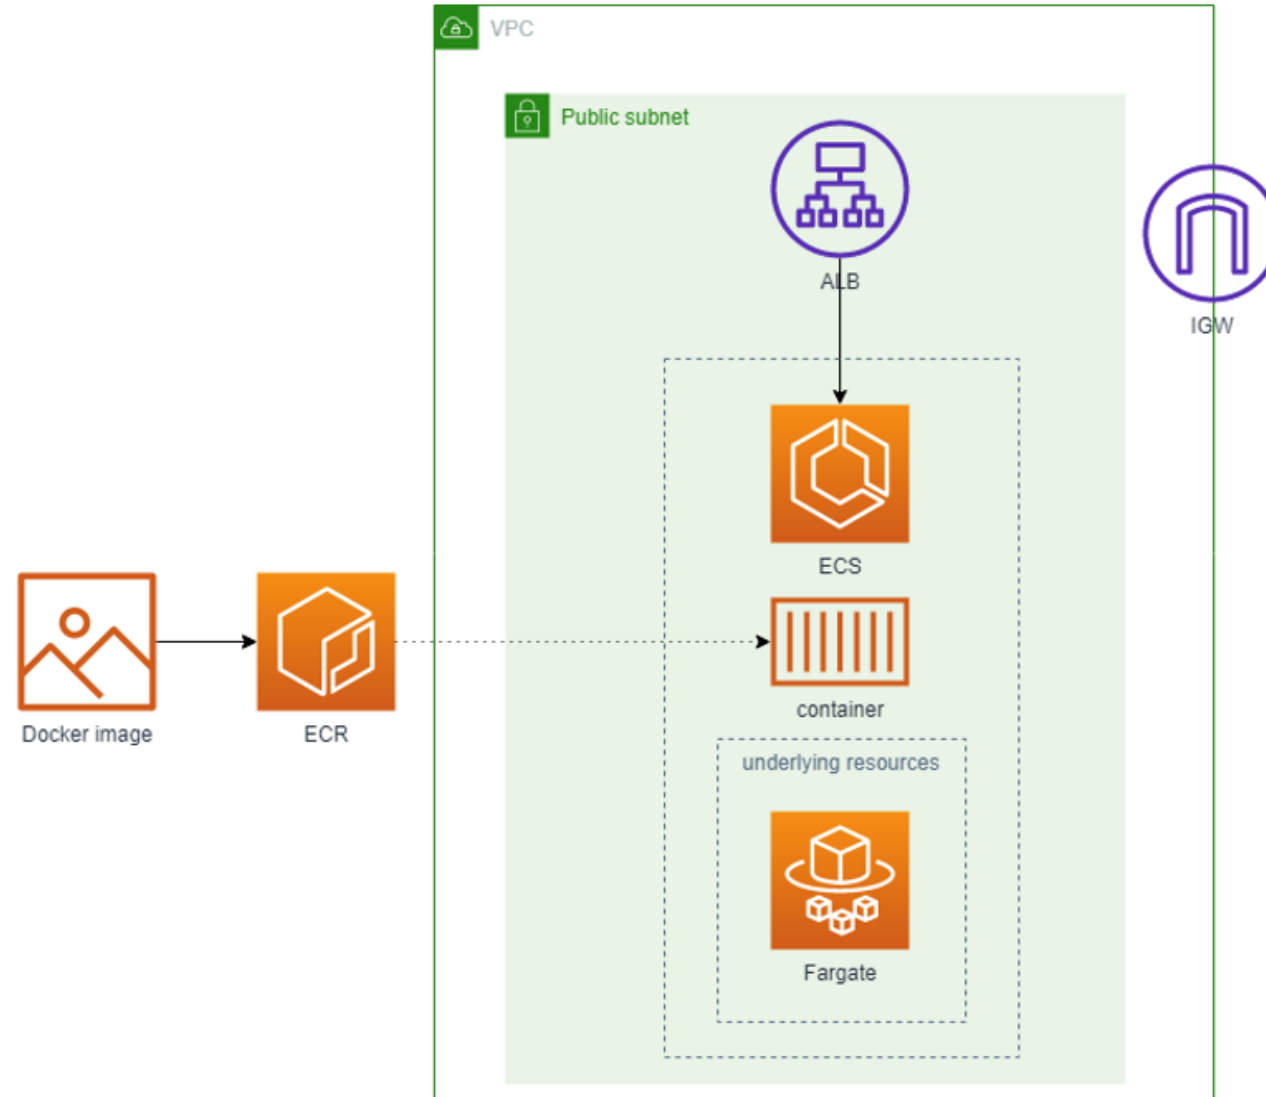 VPC
Public subnet
ALB
IGW
ECS
container
Docker image
ECR
underlying resources
Fargate